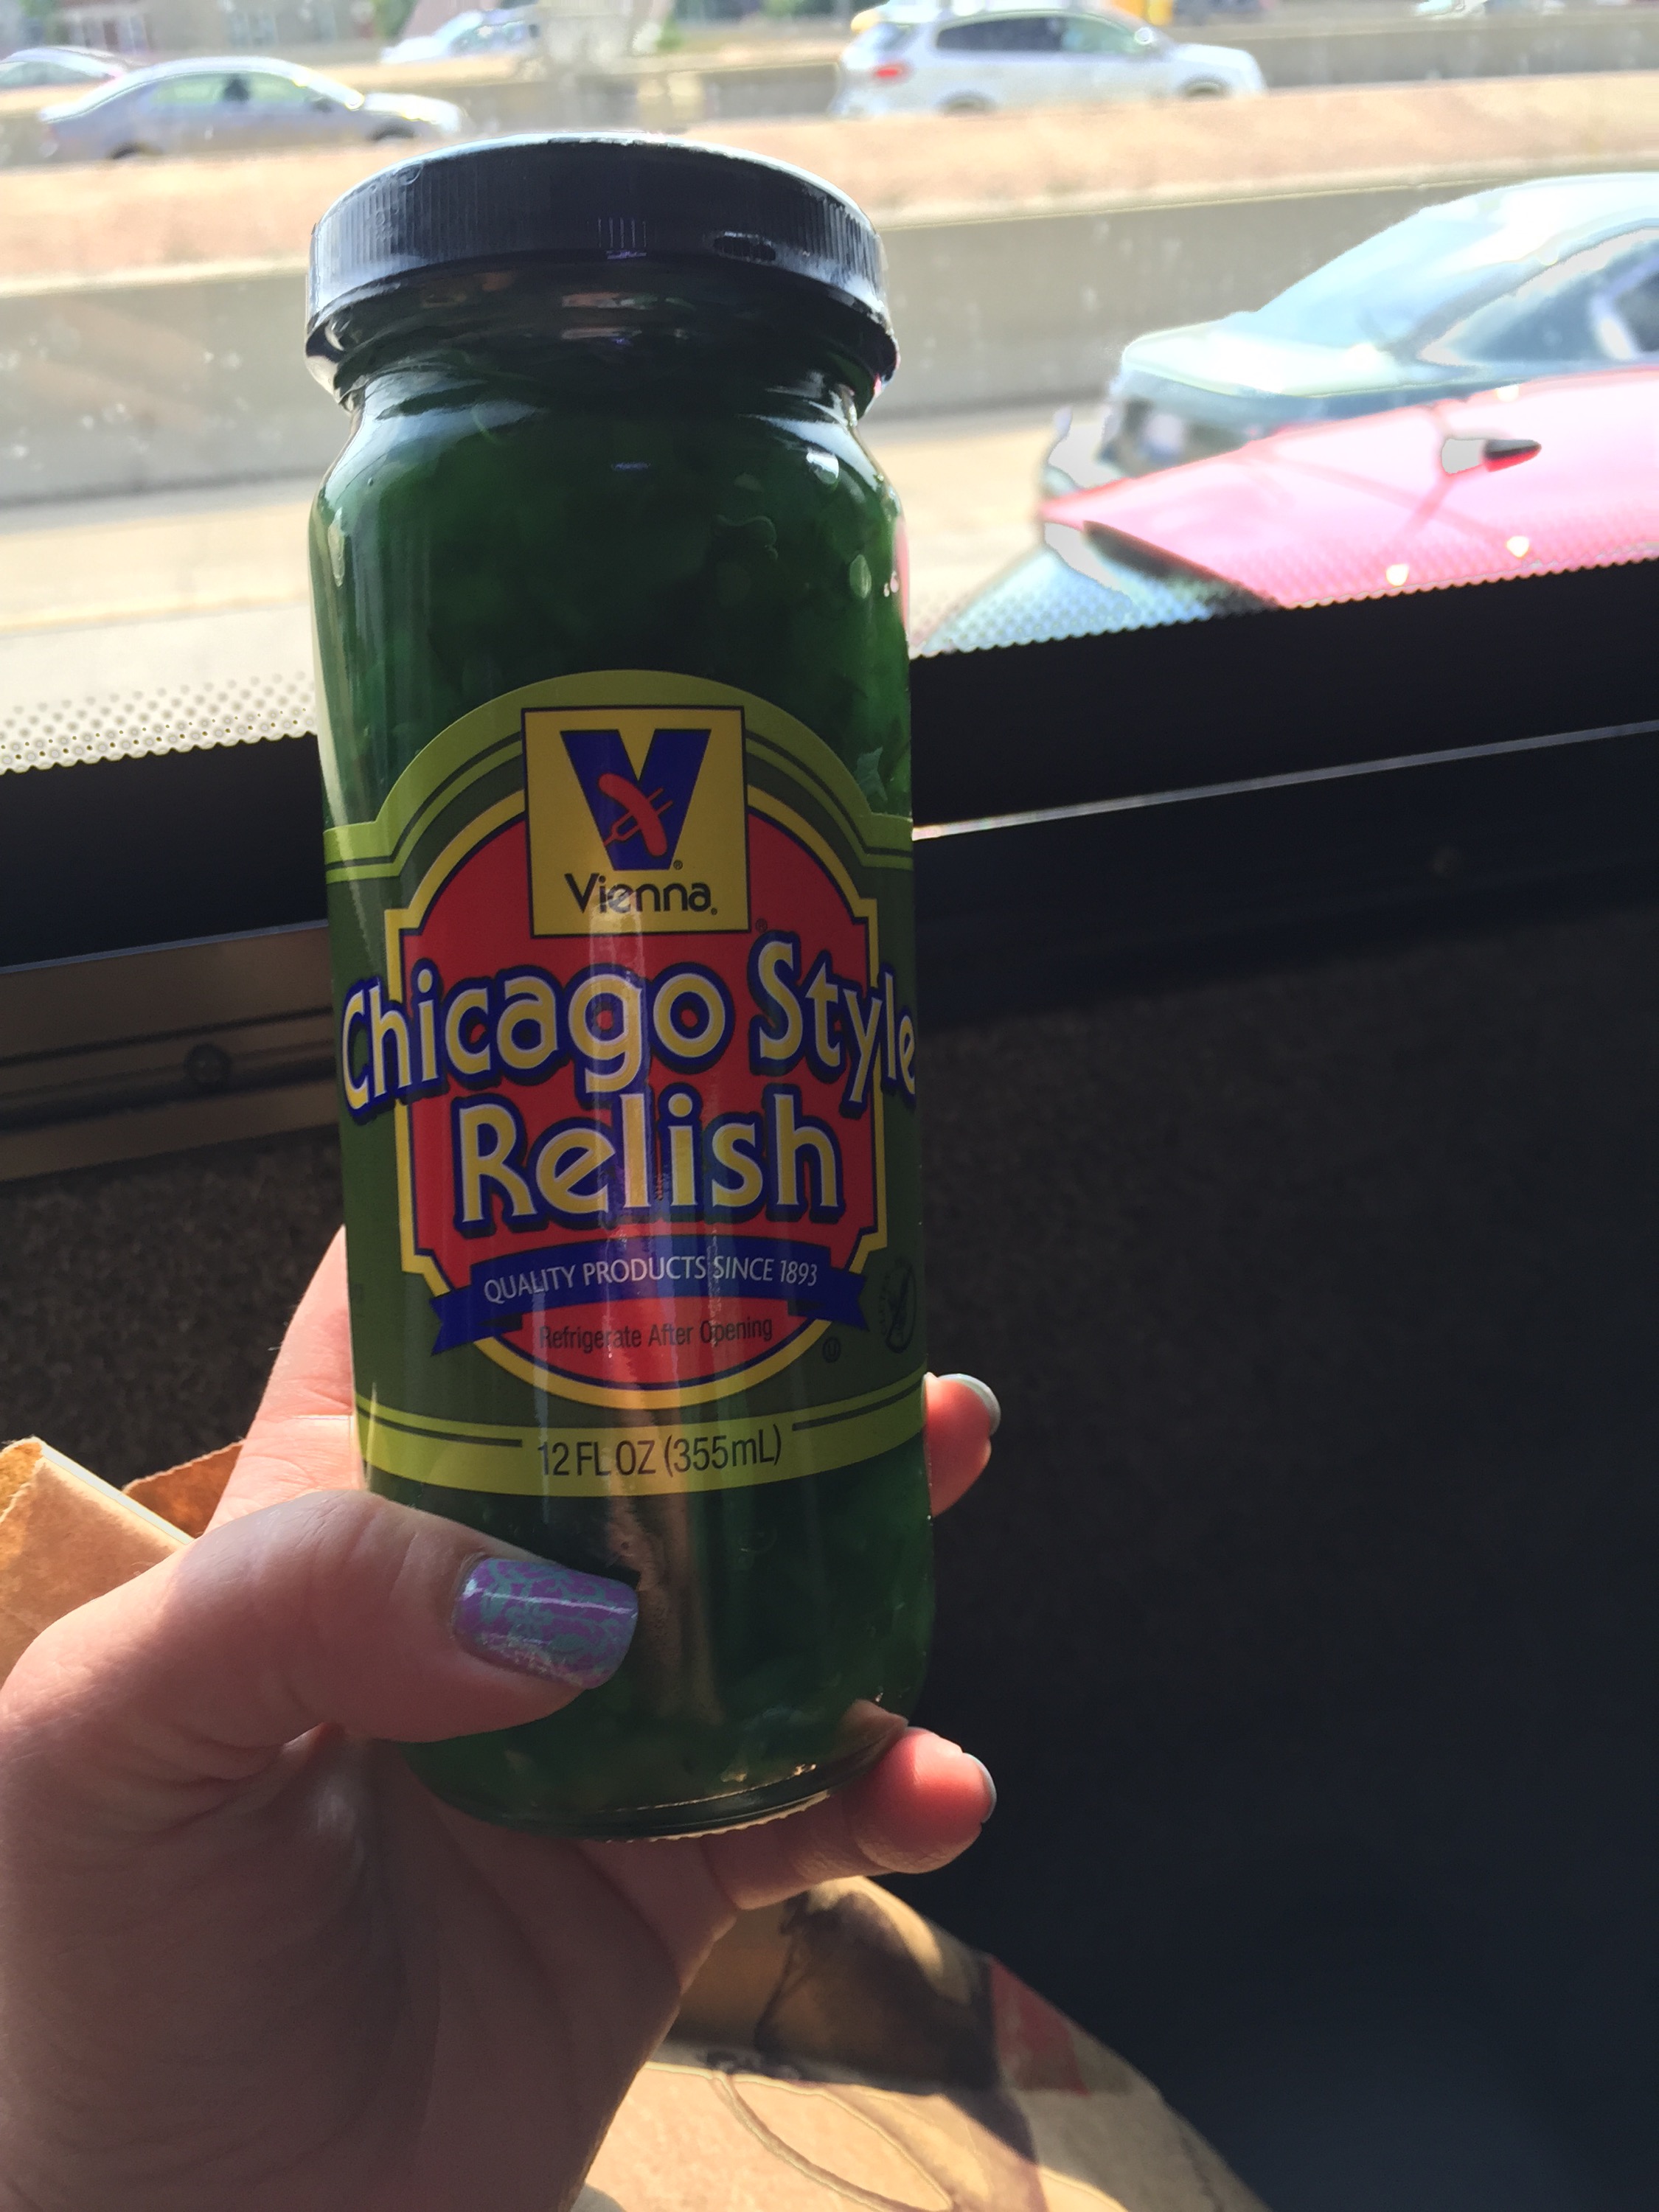 Vienna®
Chicago Style
Relish
QUALITY PRODUCTS SINCE 1893
Refrigerate After Opening
12 FL OZ (355mL)